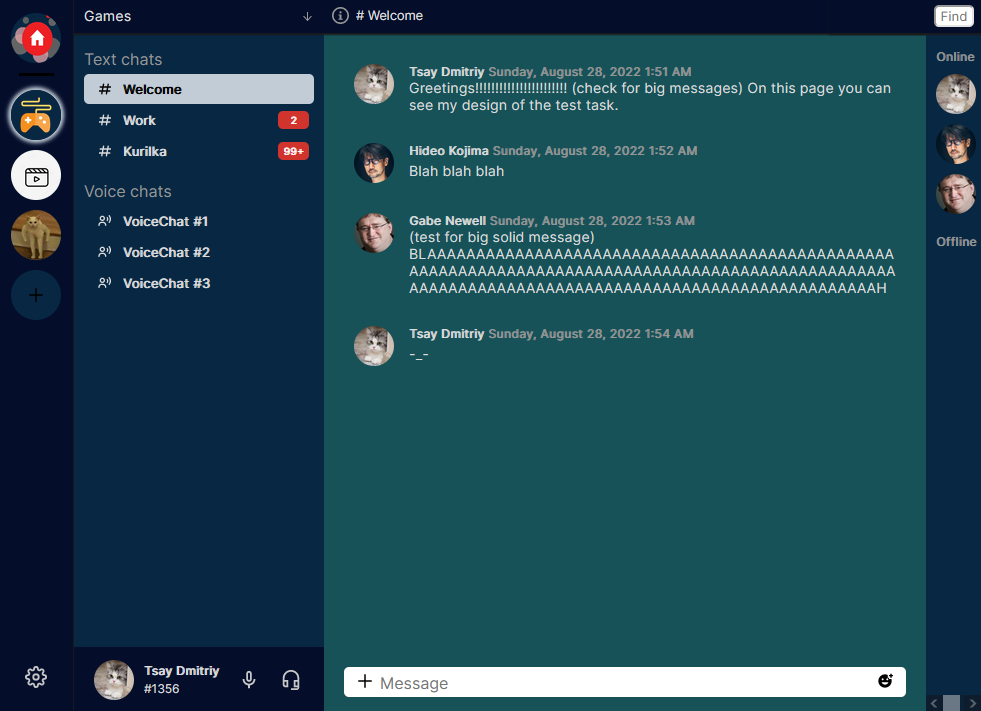 Games
# Welcome
Find
Text chats
# Welcome
# Work 2
# Kurilka 99+
Voice chats
VoiceChat #1
VoiceChat #2
VoiceChat #3
Tsay Dmitriy
#1356
Tsay Dmitriy Sunday, August 28, 2022 1:51 AM
Greetings!!!!!!!!!!!!!!!!!!!!!!! (check for big messages) On this page you can
see my design of the test task.
Hideo Kojima Sunday, August 28, 2022 1:52 AM
Blah blah blah
Gabe Newell Sunday, August 28, 2022 1:53 AM
(test for big solid message)
BLAAAAAAAAAAAAAAAAAAAAAAAAAAAAAAAAAAAAAAAAAAAAAAA
AAAAAAAAAAAAAAAAAAAAAAAAAAAAAAAAAAAAAAAAAAAAAAAAAA
AAAAAAAAAAAAAAAAAAAAAAAAAAAAAAAAAAAAAAAAAAAAAAAAH
Tsay Dmitriy Sunday, August 28, 2022 1:54 AM
-_-
Message
Online
Offline